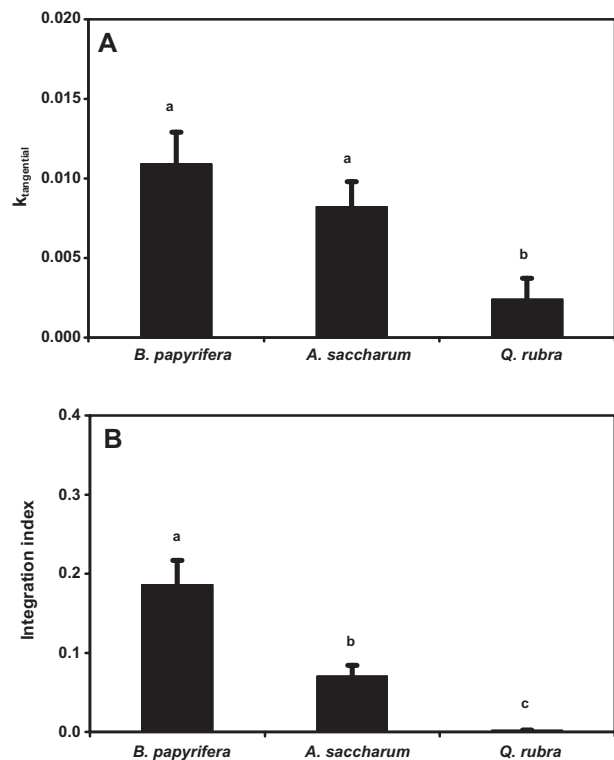 A
0.020
0.015
0.010
0.005
0.000
k tangential
a
a
b
B. papyrifera
A. saccharum
Q. rubra
B
0.4
0.3
0.2
0.1
0.0
Integration index
a
b
c
B. papyrifera
A. saccharum
Q. rubra